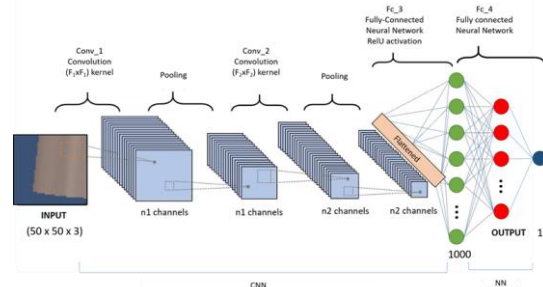 Conv_1
Convolution
(F₁xF₁) kernel
Pooling
Conv_2
Convolution
(F₂xF₂) kernel
Pooling
Fc_3
Fully-Connected
Neural Network
RelU activation
Fc_4
Fully connected
Neural Network
Flattened
INPUT
(50 x 50 x 3)
n1 channels
n1 channels
n2 channels
n2 channels
1000
OUTPUT
1
CNN
NN